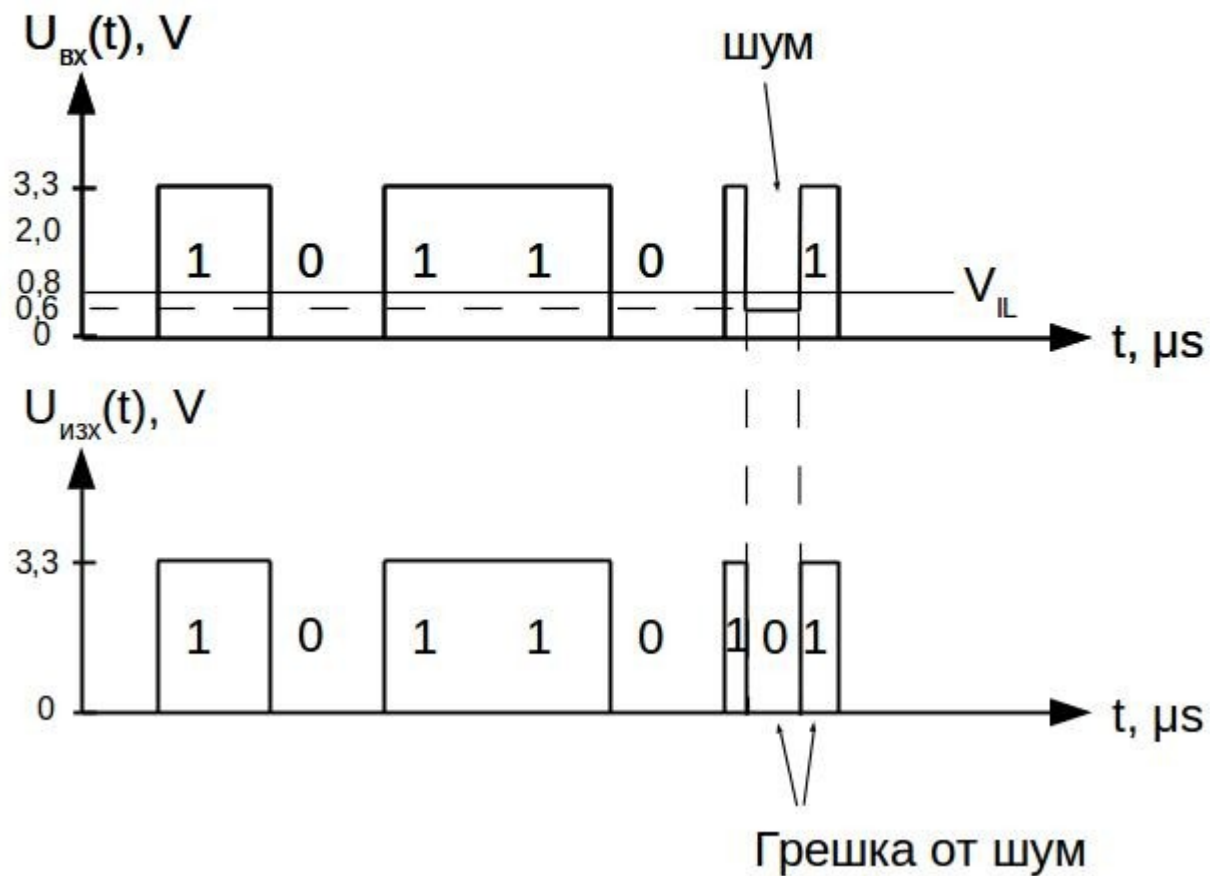 Uвх(t), V
шум
3,3
2,0
1 0 1 1 0 1
0,8
VIL
0,6
0
t, µs
Uизх(t), V
3,3
1 0 1 1 0 1 0 1
0
t, µs
Грешка от шум